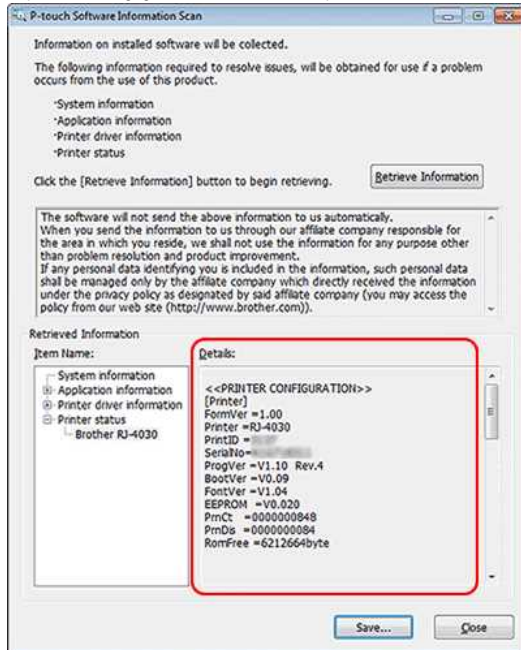 P-touch Software Information Scan
Information on installed software will be collected.
The following information required to resolve issues, will be obtained for use if a problem
occurs from the use of this product.
·System information
·Application information
·Printer driver information
·Printer status
Click the [Retrieve Information] button to begin retrieving.
Retrieve Information
The software will not send the above information to us automatically.
When you send the information to us through our affiliate company responsible for
the area in which you reside, we shall not use the information for any purpose other
than problem resolution and product improvement.
If any personal data identifying you is included in the information, such personal data
shall be managed only by the affiliate company which directly received the information
under the privacy policy as designated by said affiliate company (you may access the
policy from our web site (http://www.brother.com)).
Retrieved Information
Item Name:
System information
Application information
Printer driver information
Printer status
Brother RJ-4030
Details:
<<PRINTER CONFIGURATION>>
[Printer]
FormVer =1.00
Printer =RJ-4030
PrintID =
SerialNo=
ProgVer =V1.10 Rev.4
BootVer =V0.09
FontVer =V1.04
EEPROM =V0.020
PrnCt =0000000848
PrnDis =0000000084
RomFree =6212664byte
Save...
Close